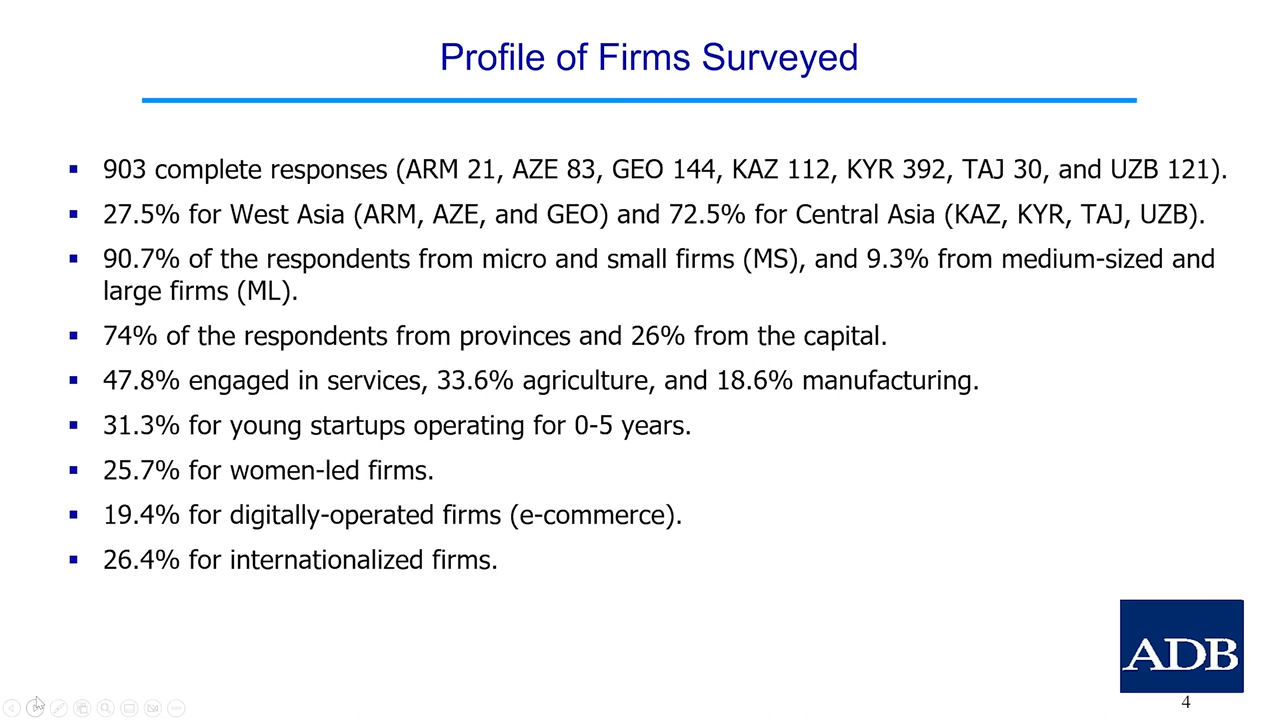 Profile of Firms Surveyed
903 complete responses (ARM 21, AZE 83, GEO 144, KAZ 112, KYR 392, TAJ 30, and UZB 121).
27.5% for West Asia (ARM, AZE, and GEO) and 72.5% for Central Asia (KAZ, KYR, TAJ, UZB).
90.7% of the respondents from micro and small firms (MS), and 9.3% from medium-sized and
large firms (ML).
74% of the respondents from provinces and 26% from the capital.
47.8% engaged in services, 33.6% agriculture, and 18.6% manufacturing.
31.3% for young startups operating for 0-5 years.
25.7% for women-led firms.
19.4% for digitally-operated firms (e-commerce).
26.4% for internationalized firms.
ADB
4